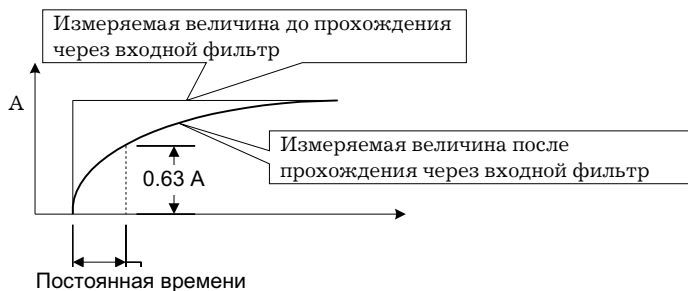 Измеряемая величина до прохождения
через входной фильтр
A
Измеряемая величина после
прохождения через входной фильтр
0.63 A
Постоянная времени